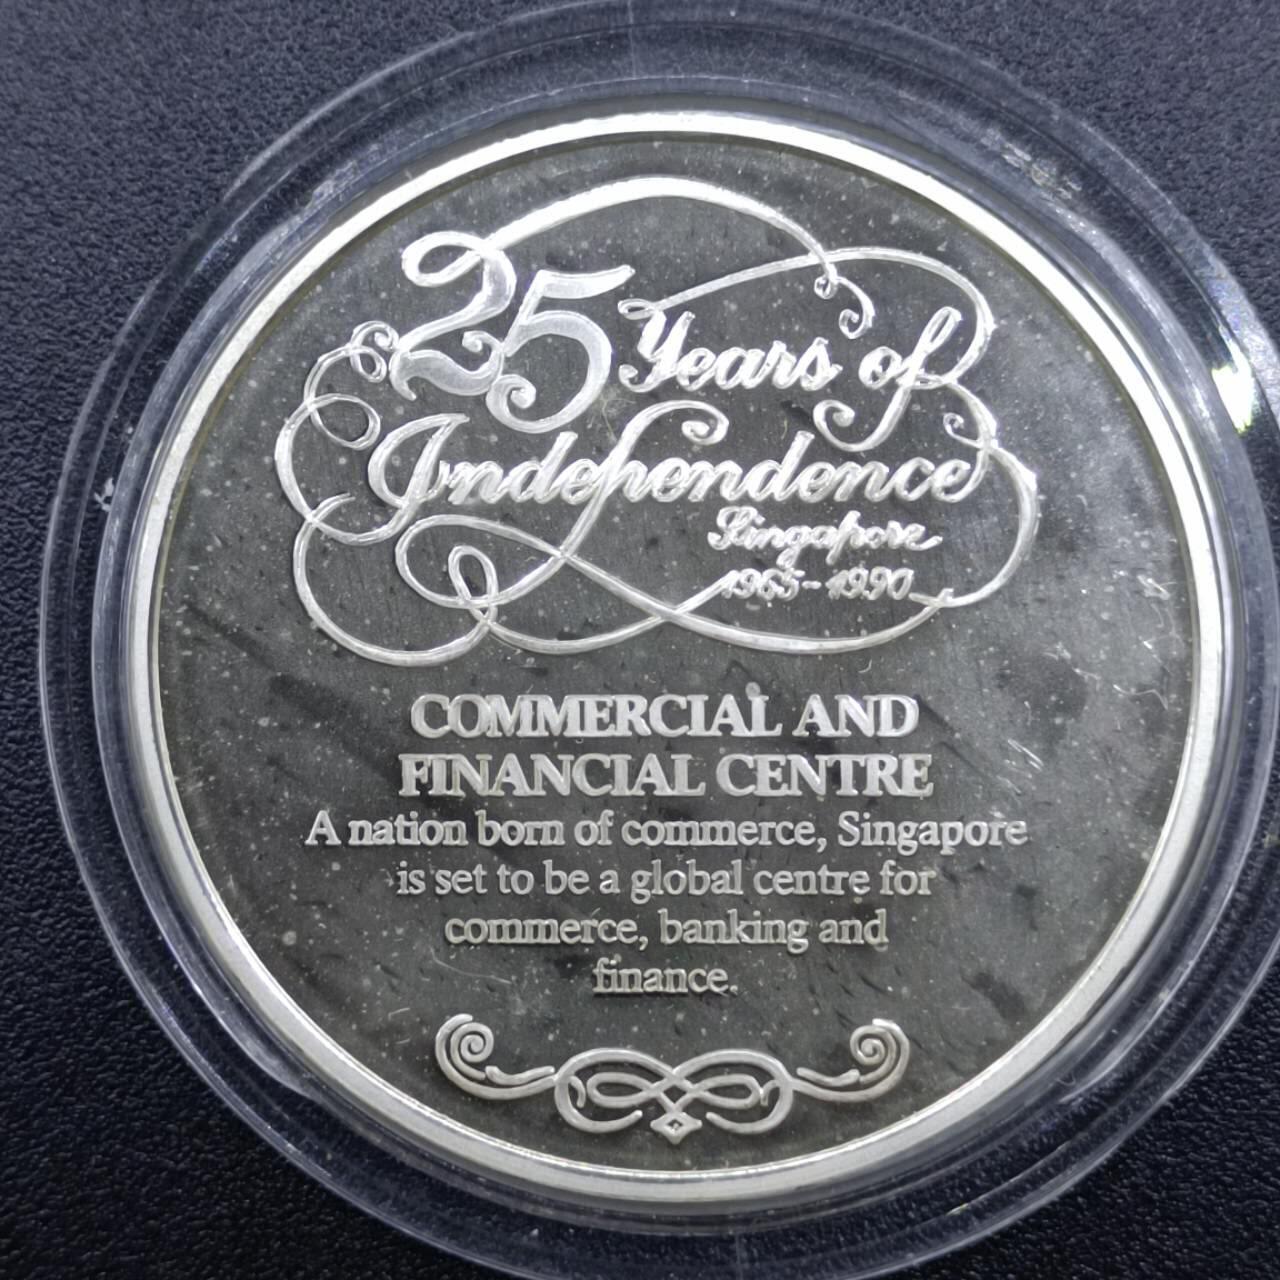 25 Years of
Independence
Singapore
1965-1990
COMMERCIAL AND
FINANCIAL CENTRE
A nation born of commerce, Singapore
is set to be a global centre for
commerce, banking and
finance.